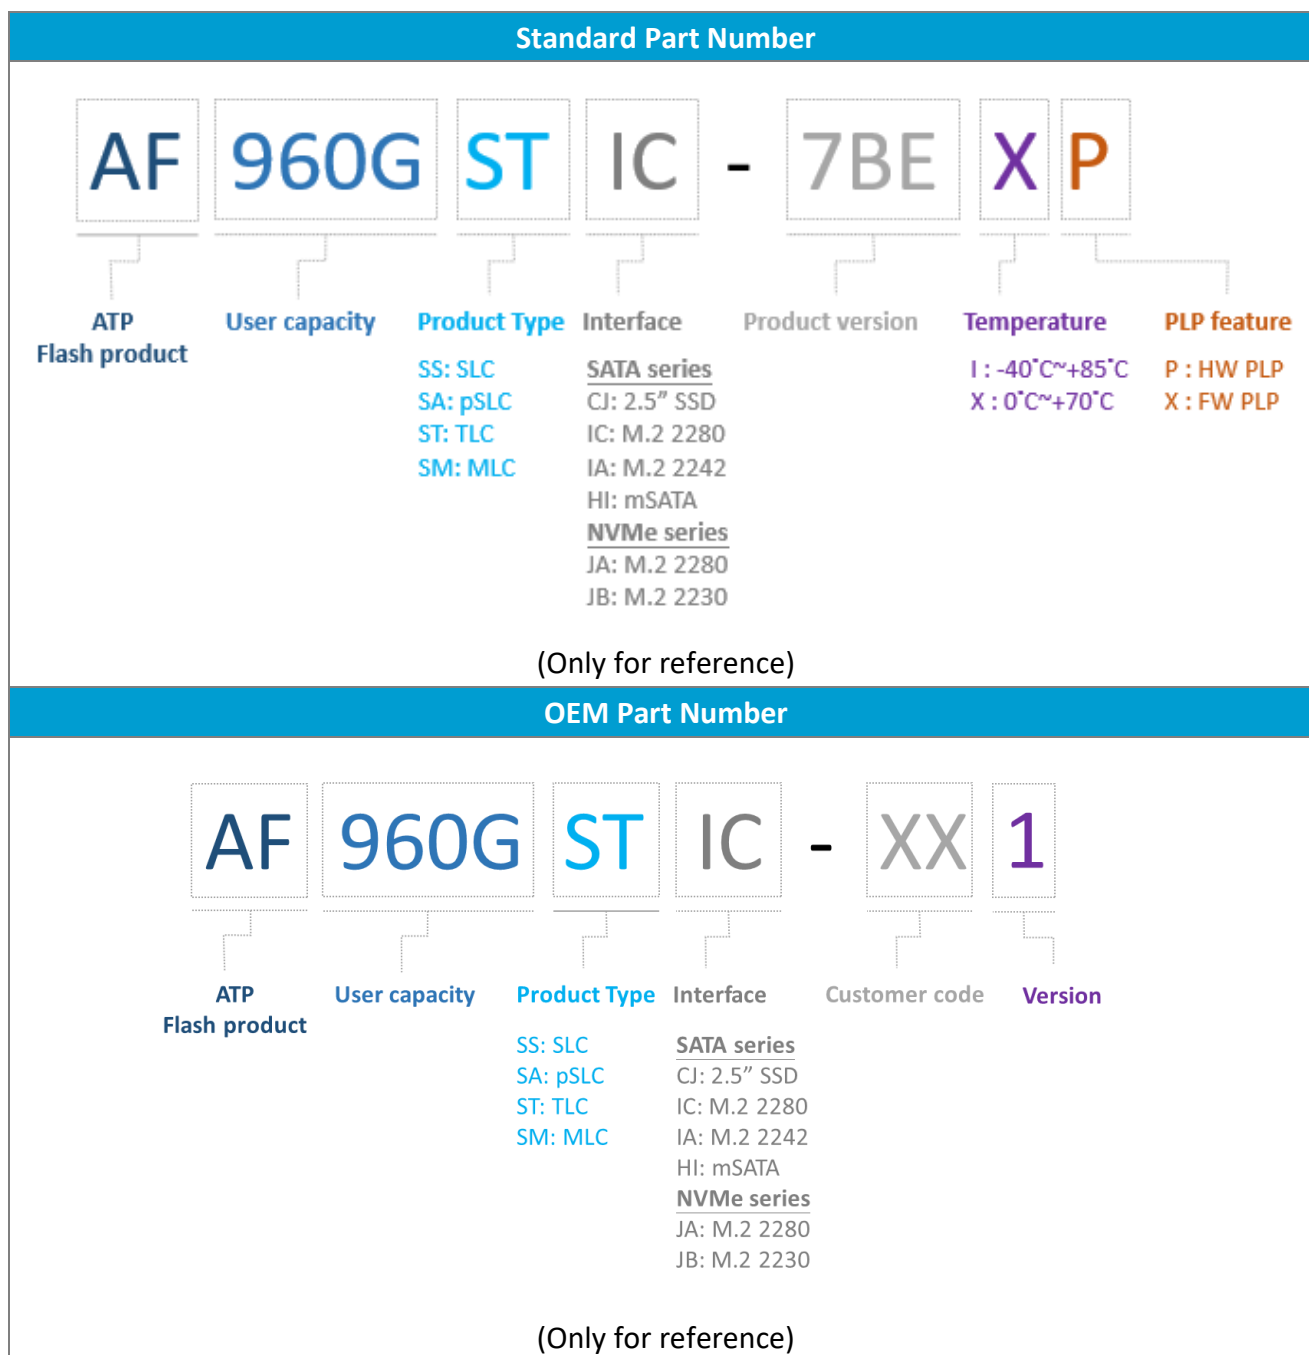 Standard Part Number
AF 960G ST IC - 7BE X P
ATP
Flash product
User capacity
Product Type
SS: SLC
SA: pSLC
ST: TLC
SM: MLC
Interface
SATA series
CJ: 2.5” SSD
IC: M.2 2280
IA: M.2 2242
HI: mSATA
NVMe series
JA: M.2 2280
JB: M.2 2230
Product version
Temperature
I : -40°C~+85°C
X : 0°C~+70°C
PLP feature
P : HW PLP
X : FW PLP
(Only for reference)
OEM Part Number
AF 960G ST IC - XX 1
ATP
Flash product
User capacity
Product Type
SS: SLC
SA: pSLC
ST: TLC
SM: MLC
Interface
SATA series
CJ: 2.5” SSD
IC: M.2 2280
IA: M.2 2242
HI: mSATA
NVMe series
JA: M.2 2280
JB: M.2 2230
Customer code
Version
(Only for reference)